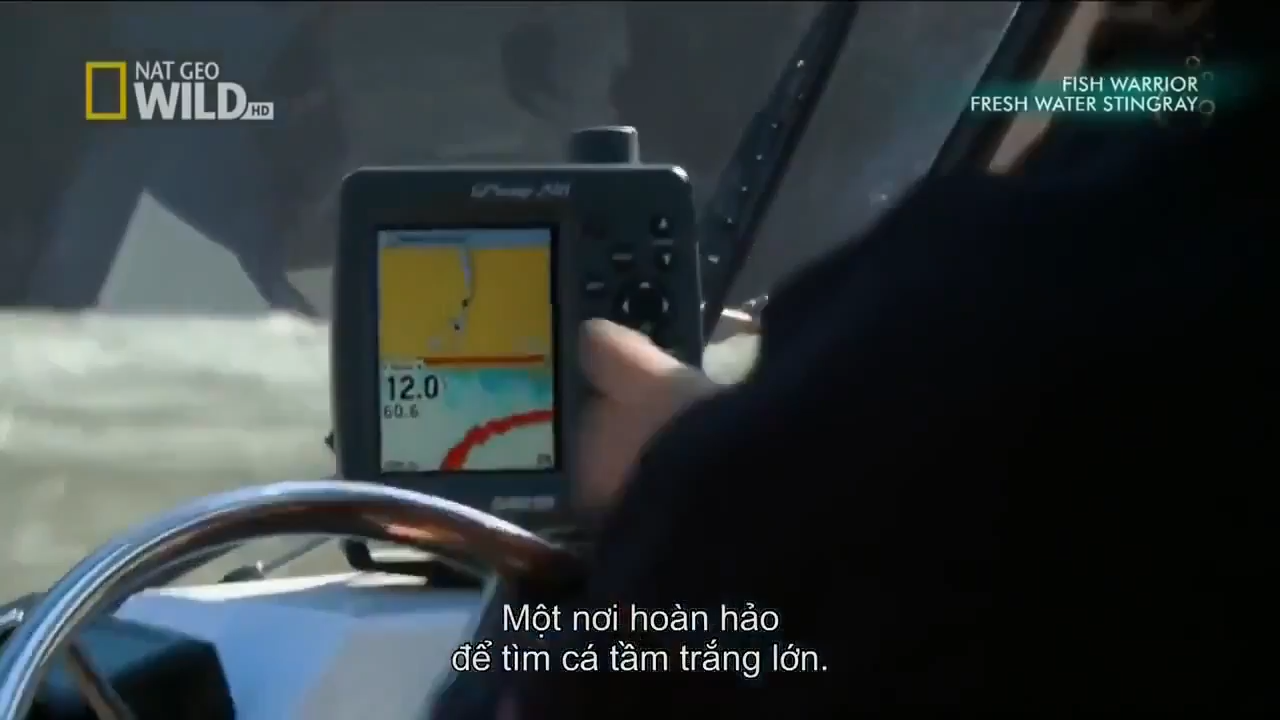 NAT GEO
WILD HD
FISH WARRIOR
FRESH WATER STINGRAY
12.0
60.6
Một nơi hoàn hảo
để tìm cá tầm trắng lớn.